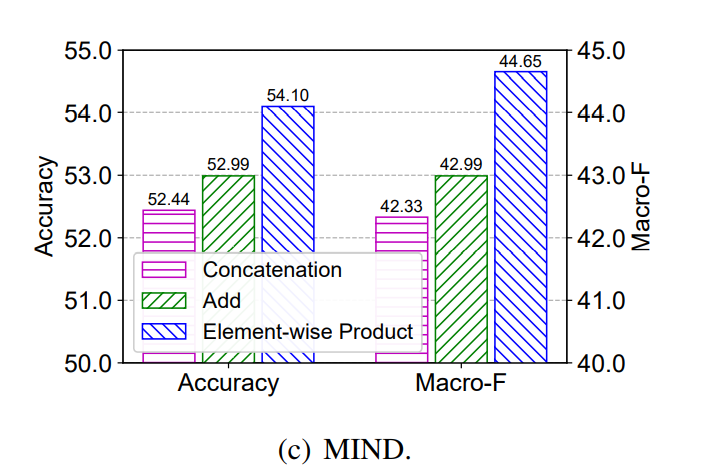 55.0
54.0
53.0
52.0
51.0
50.0
Accuracy
52.44
52.99
54.10
42.33
42.99
44.65
Concatenation
Add
Element-wise Product
Accuracy
Macro-F
45.0
44.0
43.0
42.0
41.0
40.0
Macro-F
(c) MIND.